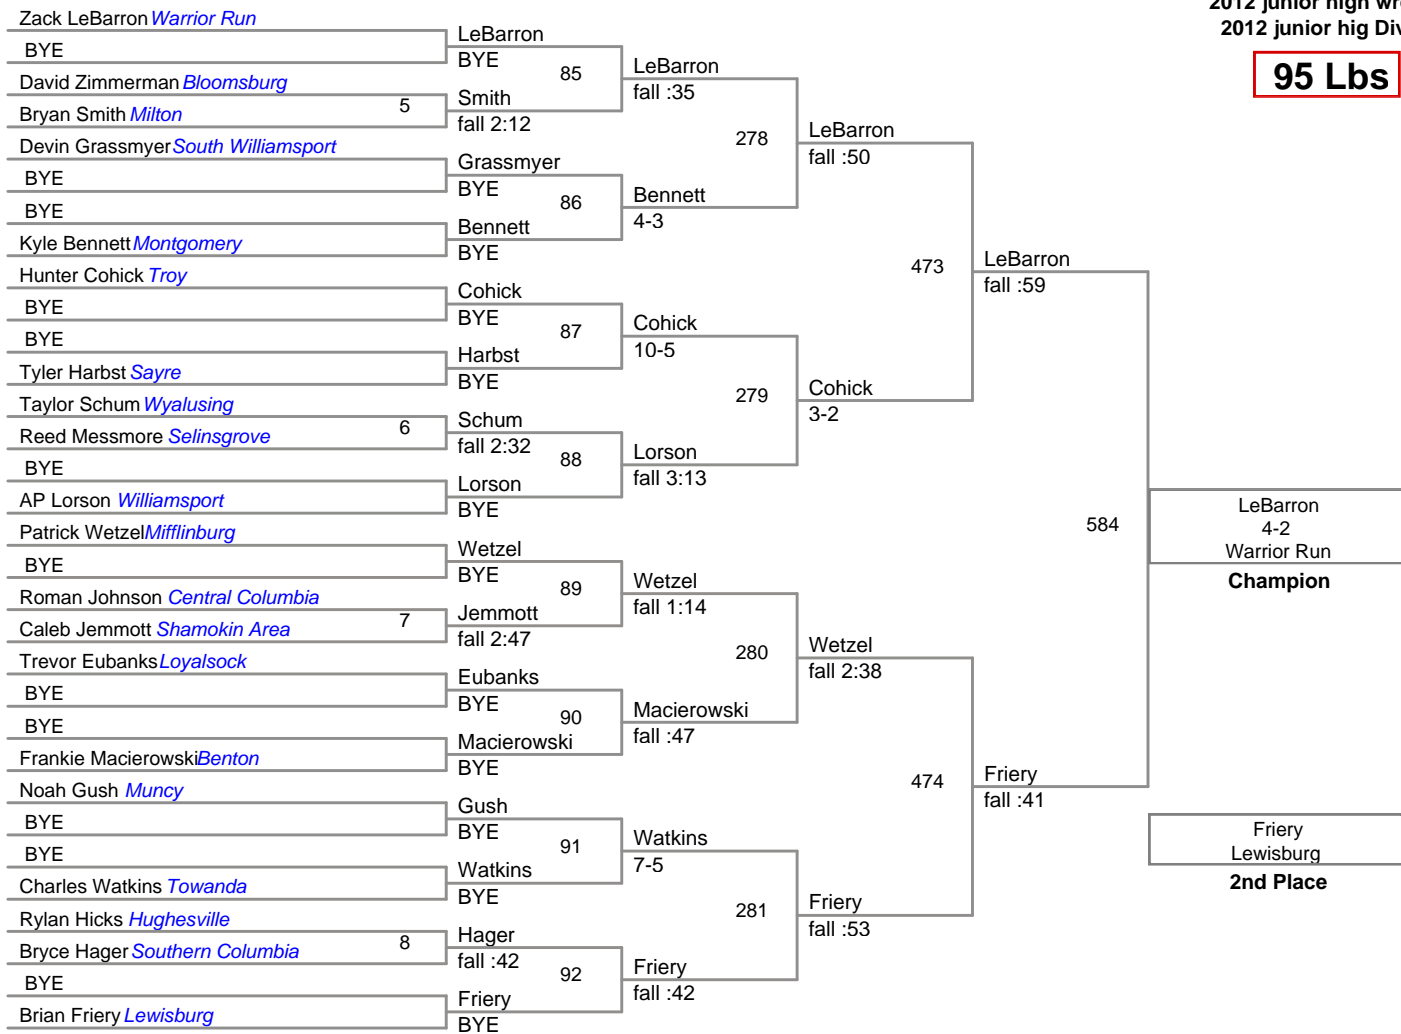 2012 junior high wre
2012 junior hig Div
95 Lbs
Zack LeBarron Warrior Run
BYE
David Zimmerman Bloomsburg
Bryan Smith Milton
Devin Grassmyer South Williamsport
BYE
BYE
Kyle Bennett Montgomery
Hunter Cohick Troy
BYE
BYE
Tyler Harbst Sayre
Taylor Schum Wyalusing
Reed Messmore Selinsgrove
BYE
AP Lorson Williamsport
Patrick Wetzel Mifflinburg
BYE
Roman Johnson Central Columbia
Caleb Jemmott Shamokin Area
Trevor Eubanks Loyalsock
BYE
BYE
Frankie Macierowski Benton
Noah Gush Muncy
BYE
BYE
Charles Watkins Towanda
Rylan Hicks Hughesville
Bryce Hager Southern Columbia
BYE
Brian Friery Lewisburg
5
6
7
8
LeBarron
BYE
Smith
fall 2:12
Grassmyer
BYE
Bennett
BYE
Cohick
BYE
Harbst
BYE
Schum
fall 2:32
Lorson
BYE
Wetzel
BYE
Jemmott
fall 2:47
Eubanks
BYE
Macierowski
BYE
Gush
BYE
Watkins
BYE
Hager
fall :42
Friery
BYE
85
86
87
88
89
90
91
92
LeBarron
fall :35
Bennett
4-3
Cohick
10-5
Lorson
fall 3:13
Wetzel
fall 1:14
Macierowski
fall :47
Watkins
7-5
Friery
fall :42
278
279
280
281
LeBarron
fall :50
Cohick
3-2
Wetzel
fall 2:38
Friery
fall :53
473
474
LeBarron
fall :59
Friery
fall :41
584
LeBarron
4-2
Warrior Run
Champion
Friery
Lewisburg
2nd Place